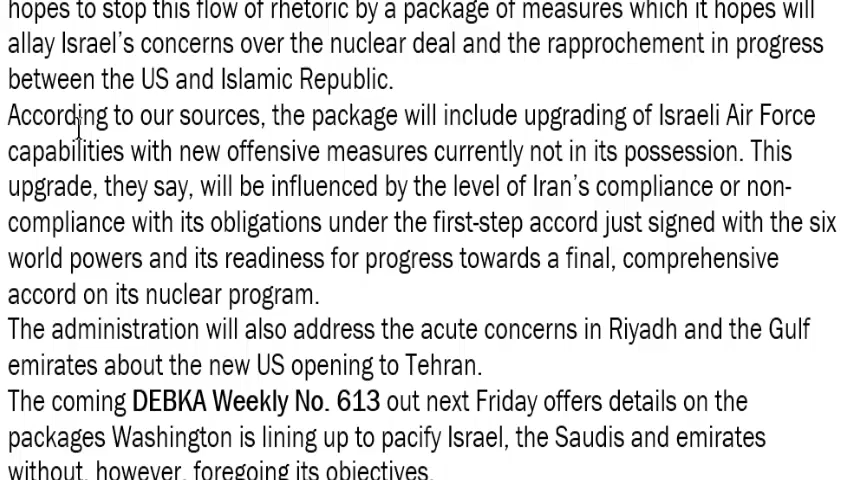 hopes to stop this flow of rhetoric by a package of measures which it hopes will
allay Israel's concerns over the nuclear deal and the rapprochement in progress
between the US and Islamic Republic.
According to our sources, the package will include upgrading of Israeli Air Force
capabilities with new offensive measures currently not in its possession. This
upgrade, they say, will be influenced by the level of Iran's compliance or non-
compliance with its obligations under the first-step accord just signed with the six
world powers and its readiness for progress towards a final, comprehensive
accord on its nuclear program.
The administration will also address the acute concerns in Riyadh and the Gulf
emirates about the new US opening to Tehran.
The coming DEBKA Weekly No. 613 out next Friday offers details on the
packages Washington is lining up to pacify Israel, the Saudis and emirates
without, however, foregoing its objectives.